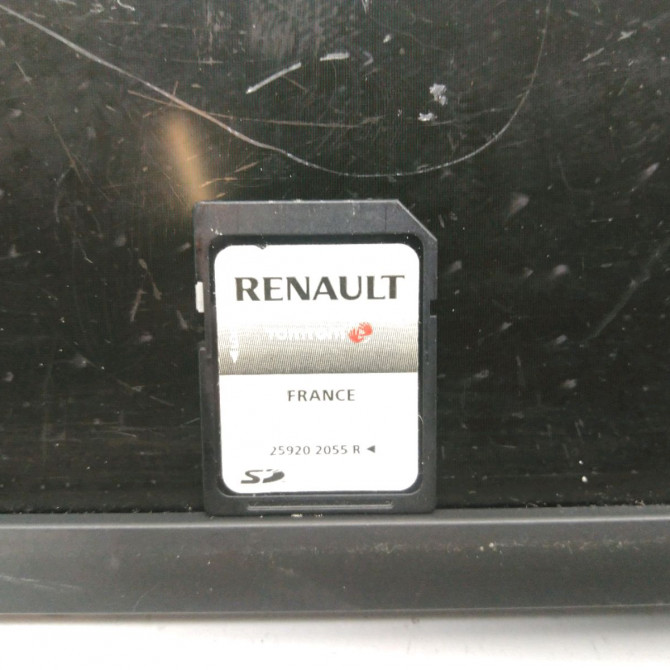 RENAULT
TOMTOM
FRANCE
25920 2055 R ◄
SD